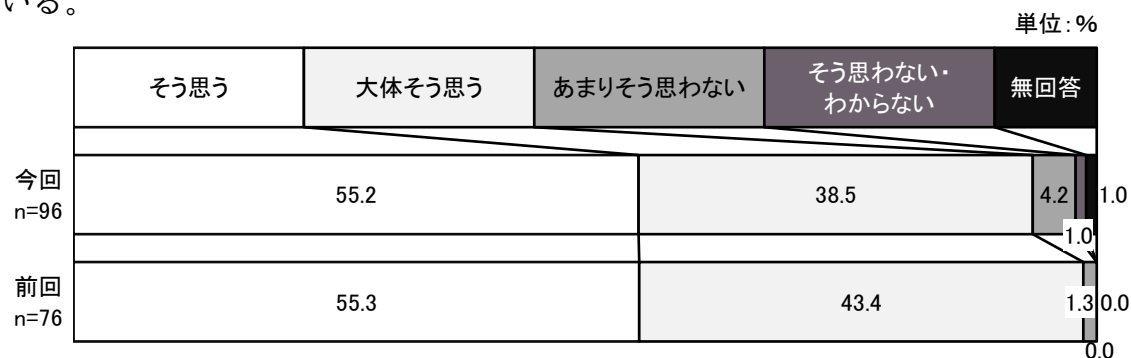 いる。
単位:%
そう思う
大体そう思う
あまりそう思わない
そう思わない・
わからない
無回答
今回
n=96
55.2
38.5
4.2
1.0
1.0
前回
n=76
55.3
43.4
1.3
0.0
0.0